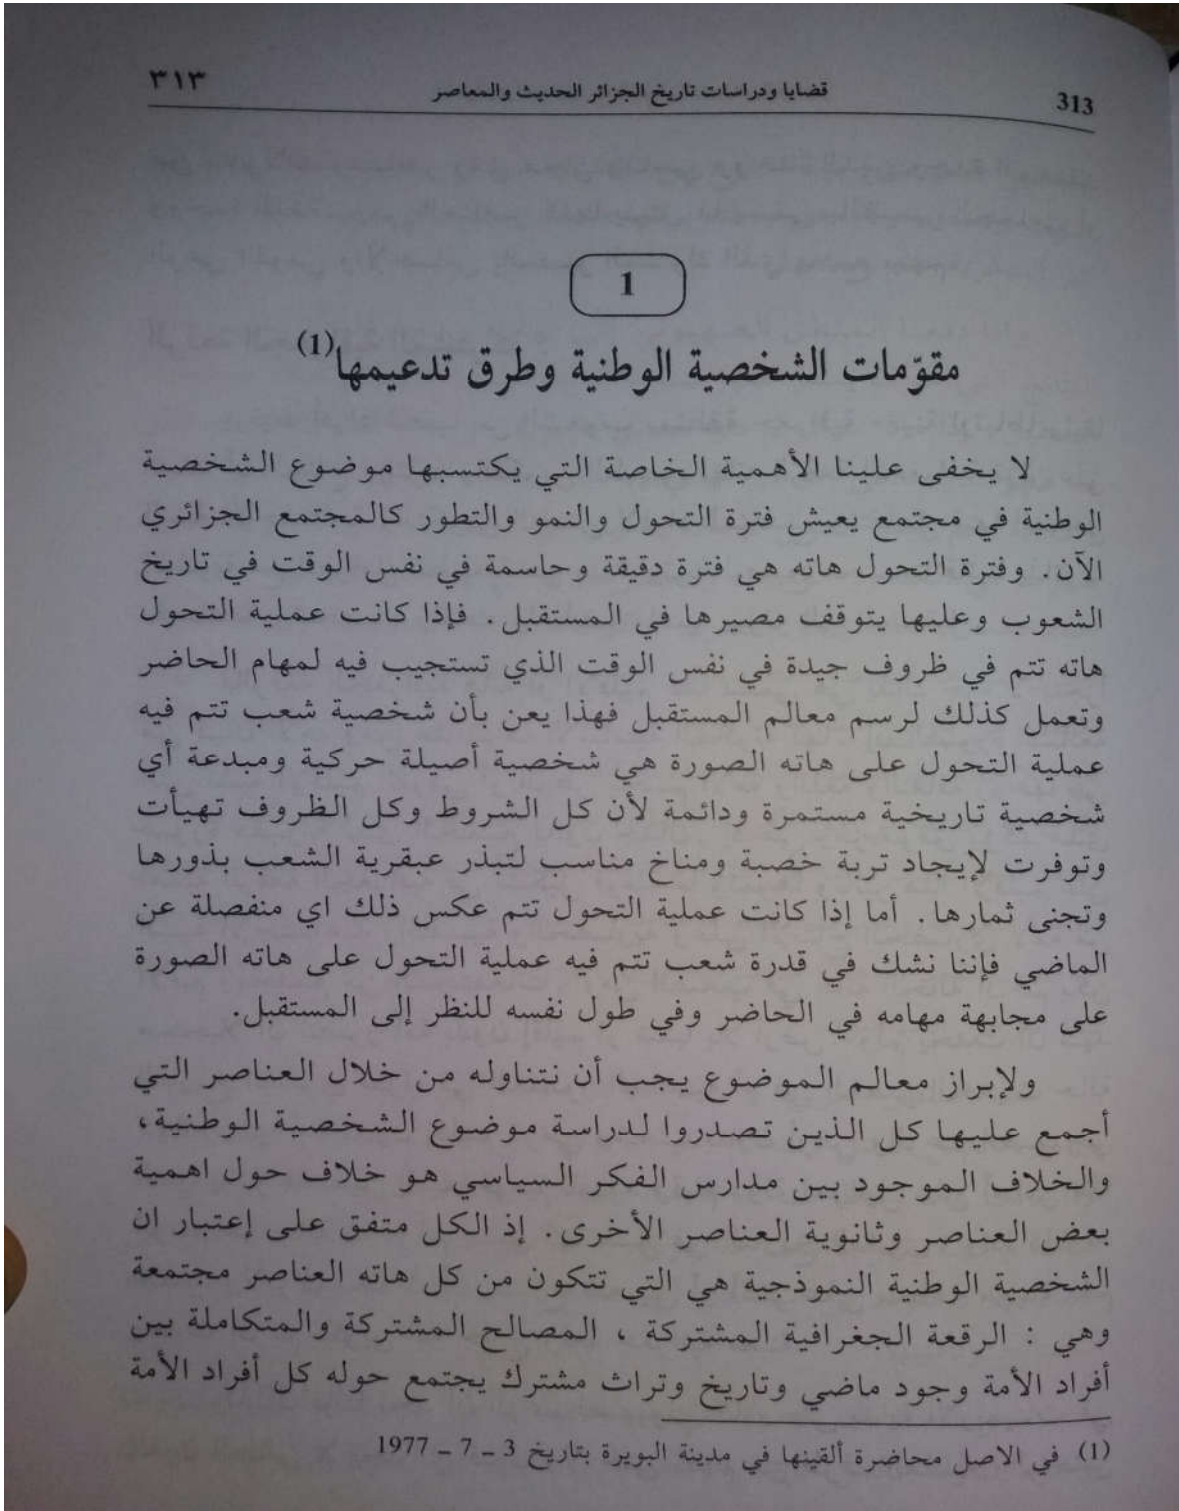 313 قضايا ودراسات تاريخ الجزائر الحديث والمعاصر ٣١٣
1
مقوّمات الشخصية الوطنية وطرق تدعيمها(1)
لا يخفى علينا الأهمية الخاصة التي يكتسبها موضوع الشخصية
الوطنية في مجتمع يعيش فترة التحول والنمو والتطور كالمجتمع الجزائري
الآن. وفترة التحول هاته هي فترة دقيقة وحاسمة في نفس الوقت في تاريخ
الشعوب وعليها يتوقف مصيرها في المستقبل. فإذا كانت عملية التحول
هاته تتم في ظروف جيدة في نفس الوقت الذي تستجيب فيه لمهام الحاضر
وتعمل كذلك لرسم معالم المستقبل فهذا يعن بأن شخصية شعب تتم فيه
عملية التحول على هاته الصورة هي شخصية أصيلة حركية ومبدعة أي
شخصية تاريخية مستمرة ودائمة لأن كل الشروط وكل الظروف تهيأت
وتوفرت لإيجاد تربة خصبة ومناخ مناسب لتبذر عبقرية الشعب بذورها
وتجنى ثمارها. أما إذا كانت عملية التحول تتم عكس ذلك اي منفصلة عن
الماضي فإننا نشك في قدرة شعب تتم فيه عملية التحول على هاته الصورة
على مجابهة مهامه في الحاضر وفي طول نفسه للنظر إلى المستقبل.
ولإبراز معالم الموضوع يجب أن نتناوله من خلال العناصر التي
أجمع عليها كل الذين تصدروا لدراسة موضوع الشخصية الوطنية،
والخلاف الموجود بين مدارس الفكر السياسي هو خلاف حول اهمية
بعض العناصر وثانوية العناصر الأخرى. إذ الكل متفق على إعتبار ان
الشخصية الوطنية النموذجية هي التي تتكون من كل هاته العناصر مجتمعة
وهي : الرقعة الجغرافية المشتركة ، المصالح المشتركة والمتكاملة بين
أفراد الأمة وجود ماضي وتاريخ وتراث مشترك يجتمع حوله كل أفراد الأمة
(1) في الاصل محاضرة ألقينها في مدينة البويرة بتاريخ 3 ـ 7 ـ 1977